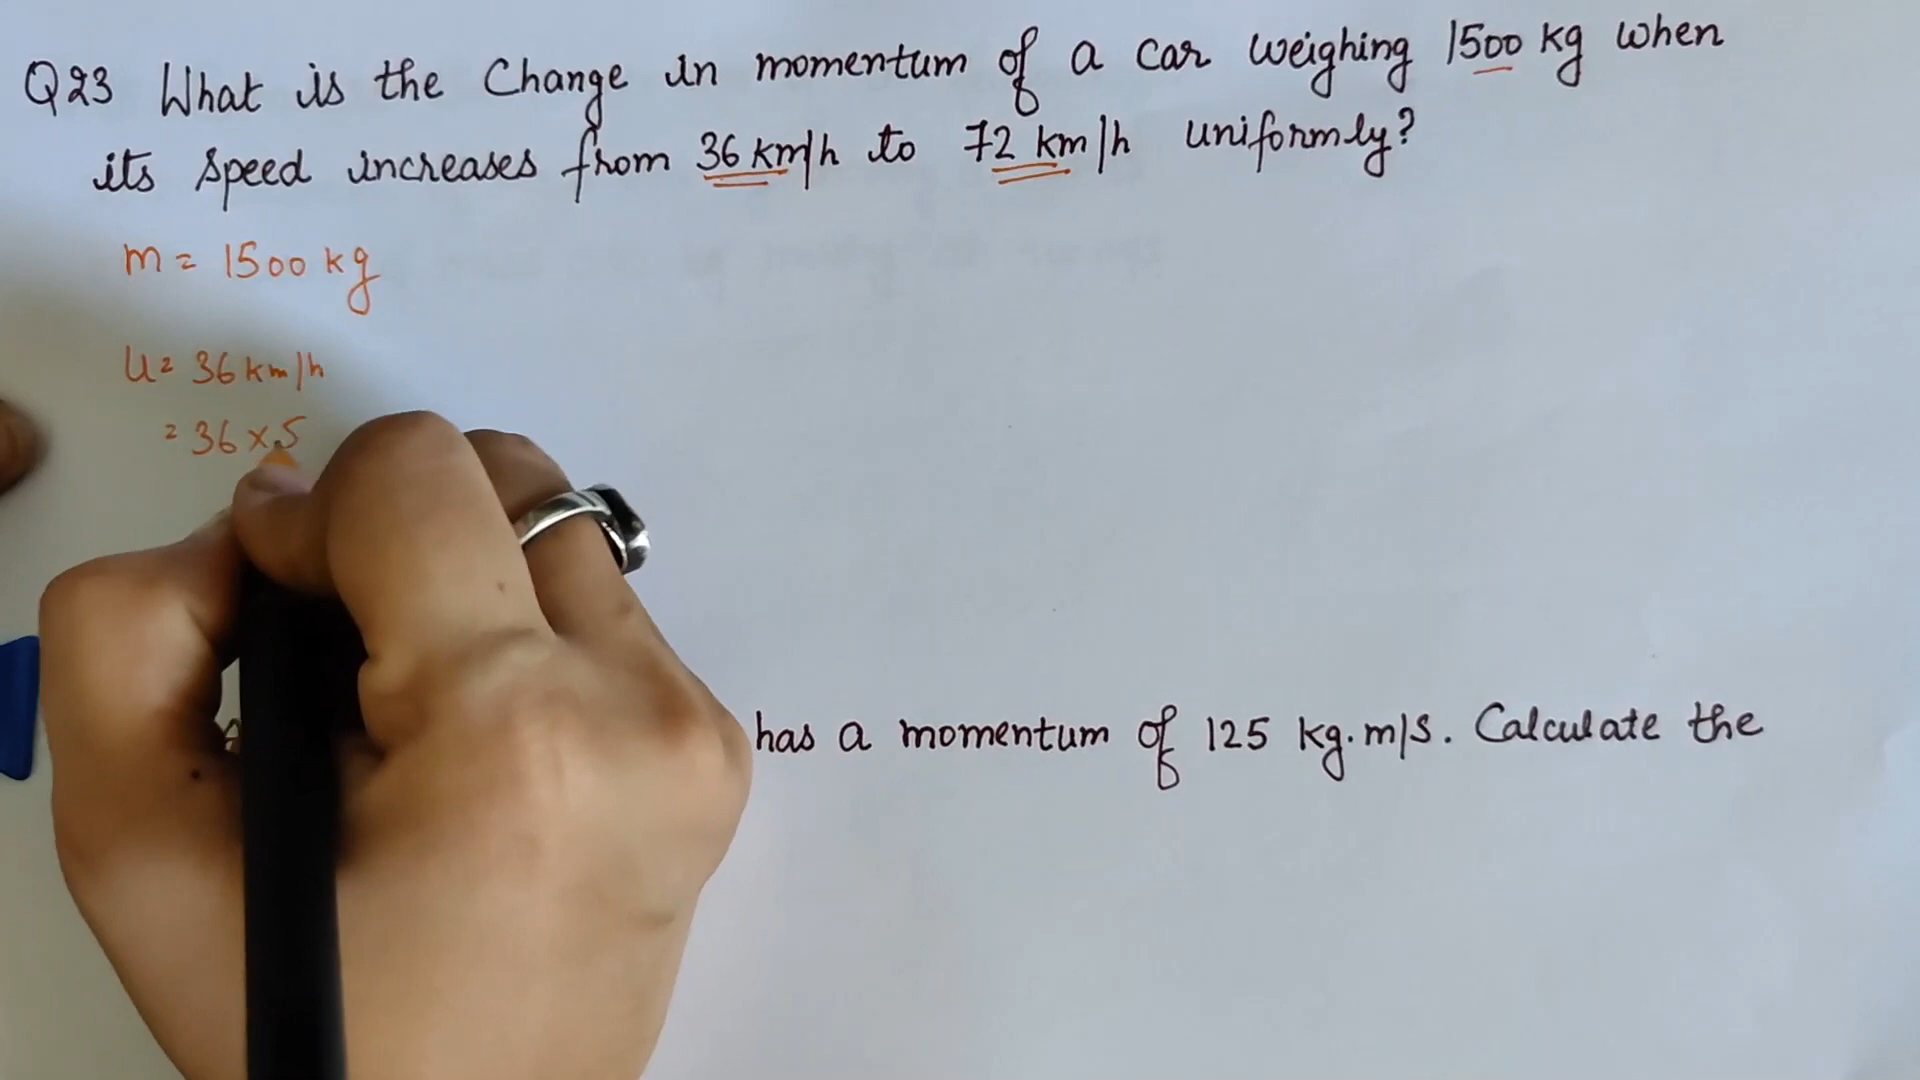 Q23 What is the Change in momentum of a car weighing 1500 kg when
its speed increases from 36 km/h to 72 km/h uniformly?
m = 1500 kg
u = 36 km/h
= 36 × 5
has a momentum of 125 kg.m/s. Calculate the